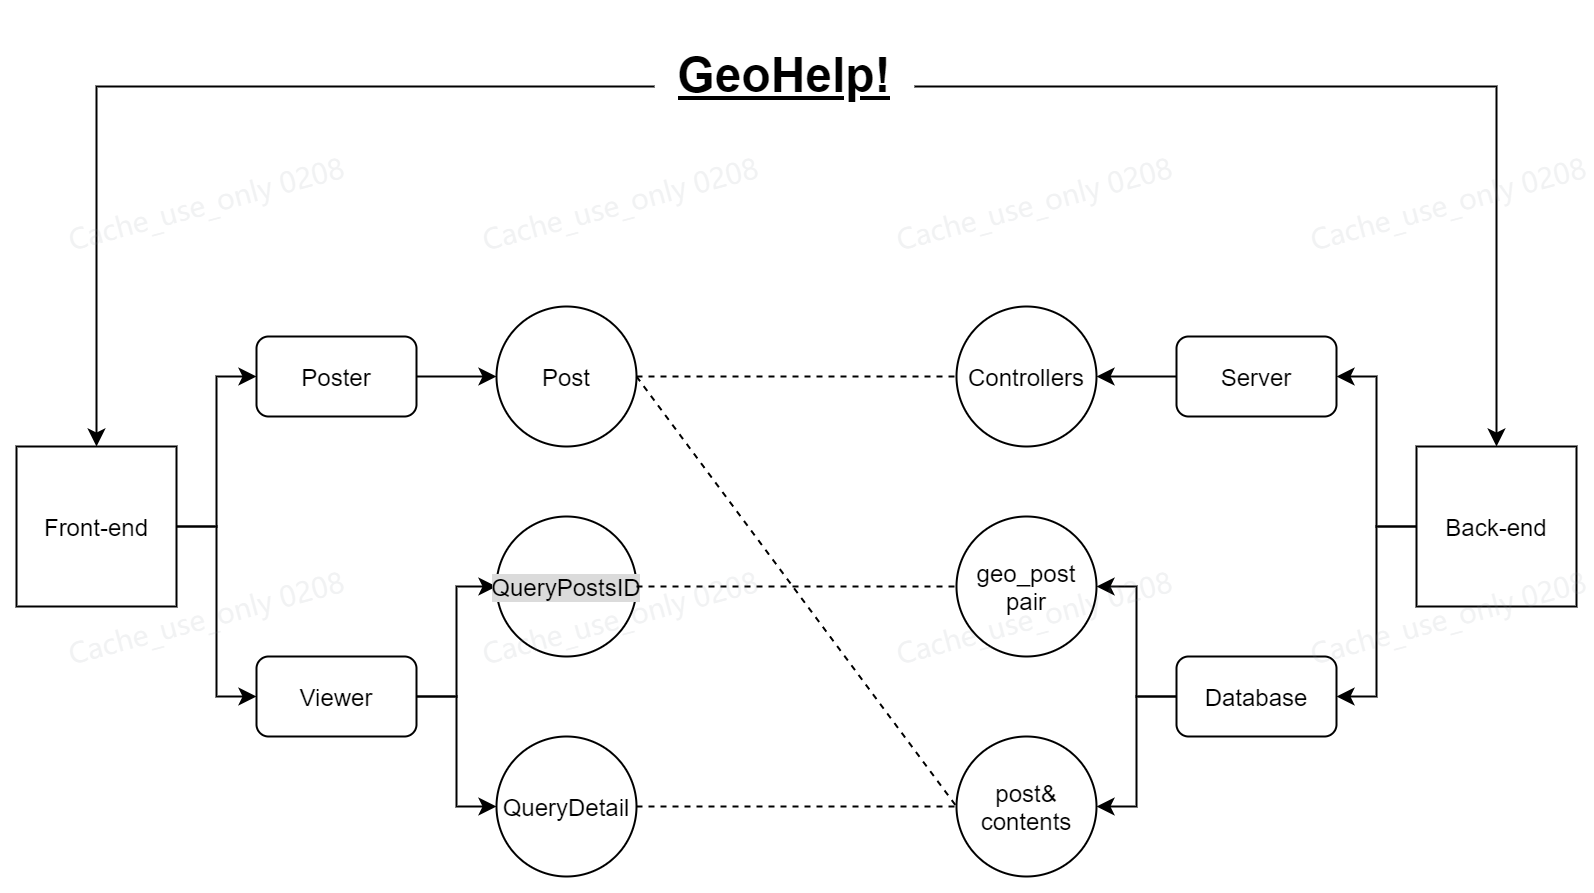 GeoHelp!
Cache_use_only 0208
Cache_use_only 0208
Cache_use_only 0208
Cache_use_only 0208
Poster
Post
Controllers
Server
Front-end
Back-end
QueryPostsID
geo_post
pair
Cache_use_only 0208
Cache_use_only 0208
Cache_use_only 0208
Cache_use_only 0208
Viewer
Database
QueryDetail
post&
contents